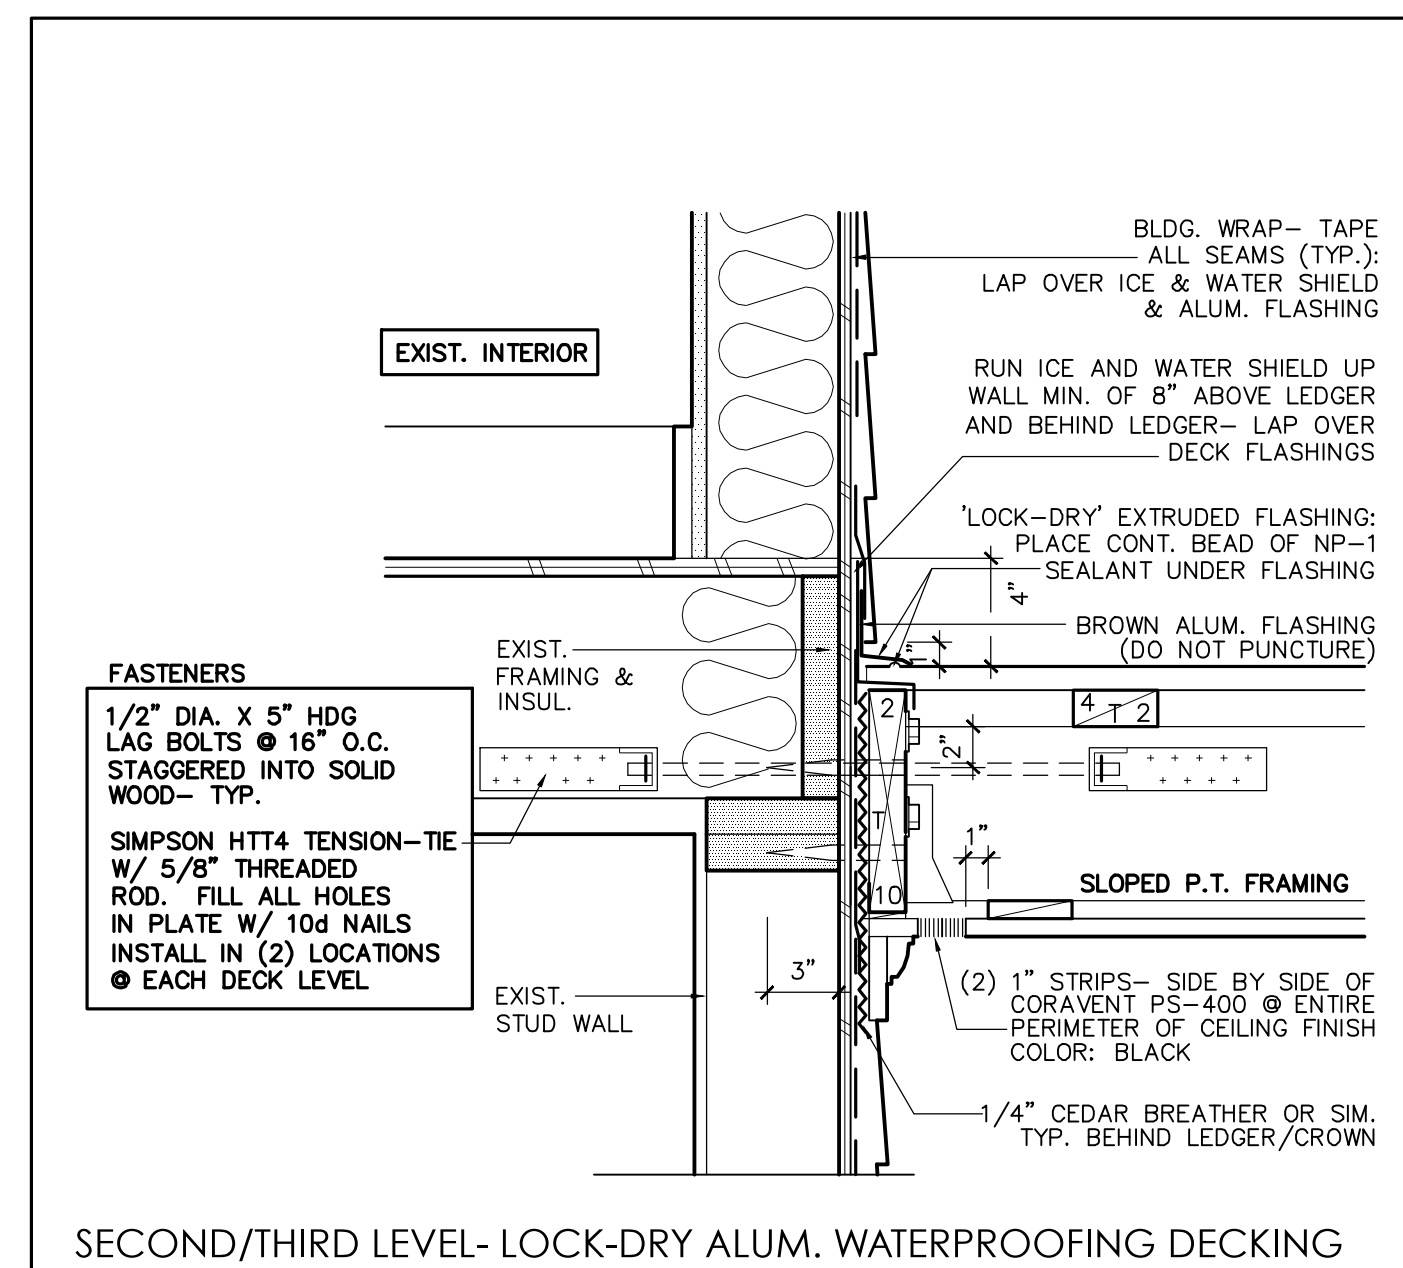 BLDG. WRAP– TAPE
ALL SEAMS (TYP.):
LAP OVER ICE & WATER SHIELD
& ALUM. FLASHING
EXIST. INTERIOR
RUN ICE AND WATER SHIELD UP
WALL MIN. OF 8" ABOVE LEDGER
AND BEHIND LEDGER– LAP OVER
DECK FLASHINGS
'LOCK–DRY' EXTRUDED FLASHING:
PLACE CONT. BEAD OF NP–1
SEALANT UNDER FLASHING
4"
BROWN ALUM. FLASHING
(DO NOT PUNCTURE)
1"
EXIST.
FRAMING &
INSUL.
FASTENERS
1/2" DIA. X 5" HDG
LAG BOLTS @ 16" O.C.
STAGGERED INTO SOLID
WOOD– TYP.
SIMPSON HTT4 TENSION–TIE
W/ 5/8" THREADED
ROD. FILL ALL HOLES
IN PLATE W/ 10d NAILS
INSTALL IN (2) LOCATIONS
@ EACH DECK LEVEL
2
T
10
4 T 2
2"
1"
SLOPED P.T. FRAMING
3"
EXIST.
STUD WALL
(2) 1" STRIPS– SIDE BY SIDE OF
CORAVENT PS–400 @ ENTIRE
PERIMETER OF CEILING FINISH
COLOR: BLACK
1/4" CEDAR BREATHER OR SIM.
TYP. BEHIND LEDGER/CROWN
SECOND/THIRD LEVEL- LOCK-DRY ALUM. WATERPROOFING DECKING